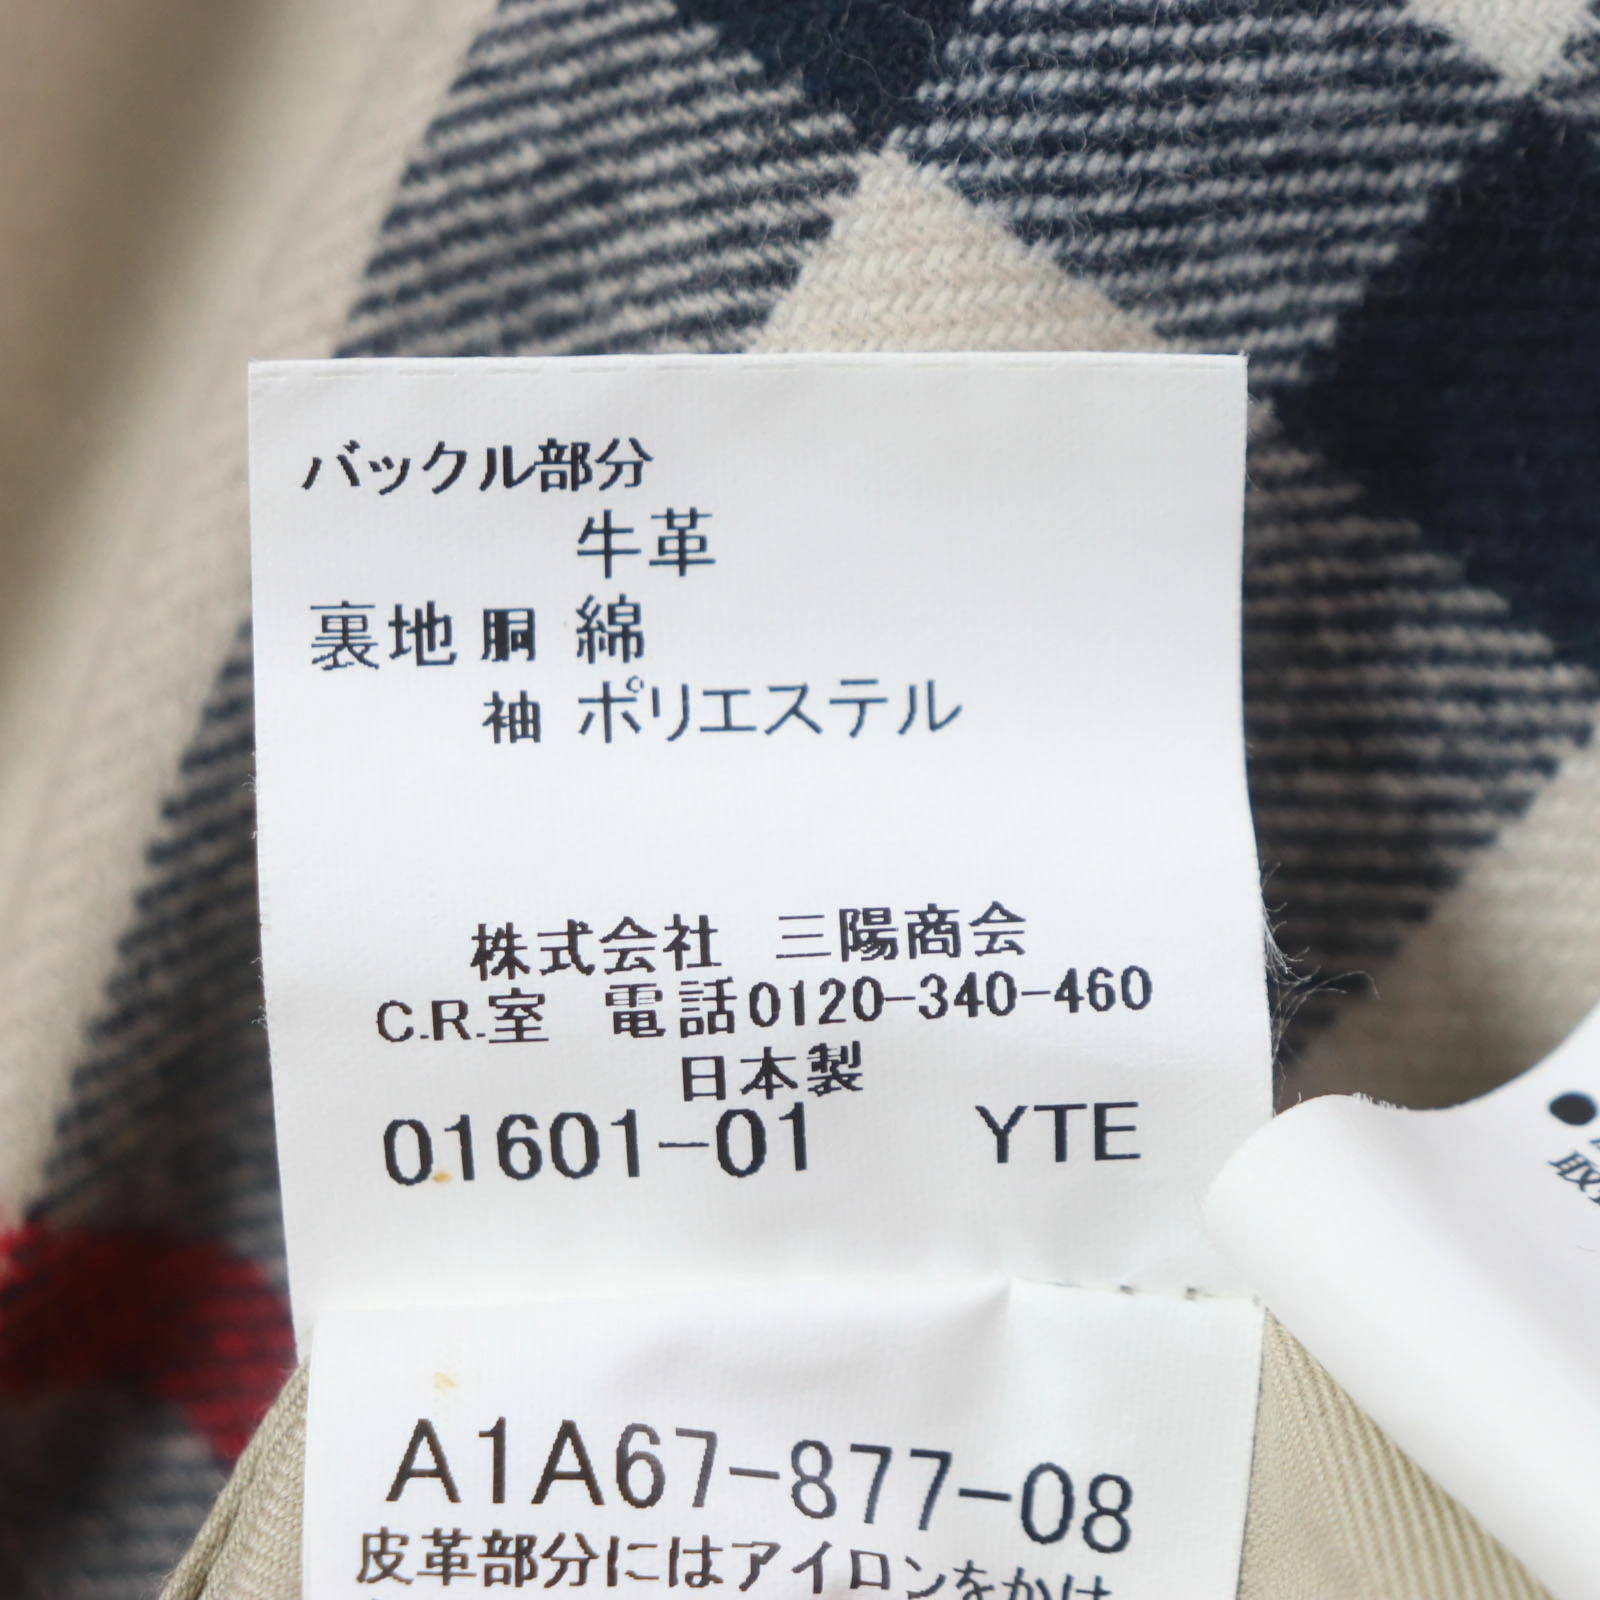 バックル部分
牛革
裏地 胴 綿
袖 ポリエステル
株式会社 三陽商会
C.R.室 電話0120-340-460
日本製
01601-01 YTE
A1A67-877-08
皮革部分にはアイロンをかけ
●
取